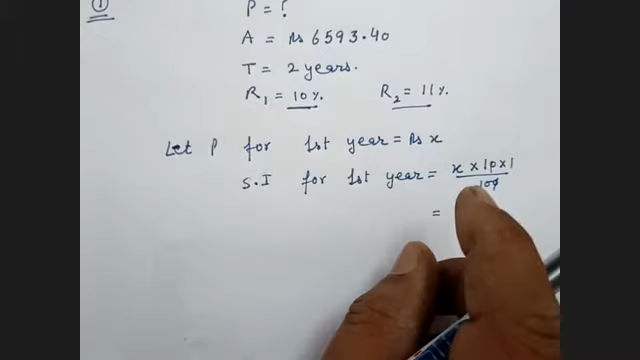 ①
P = ?
A = Rs 6593.40
T = 2 years.
R₁ = 10%. R₂ = 11%.
Let P for 1st year = Rs x
S.I for 1st year = x × 10 × 1 / 100
=